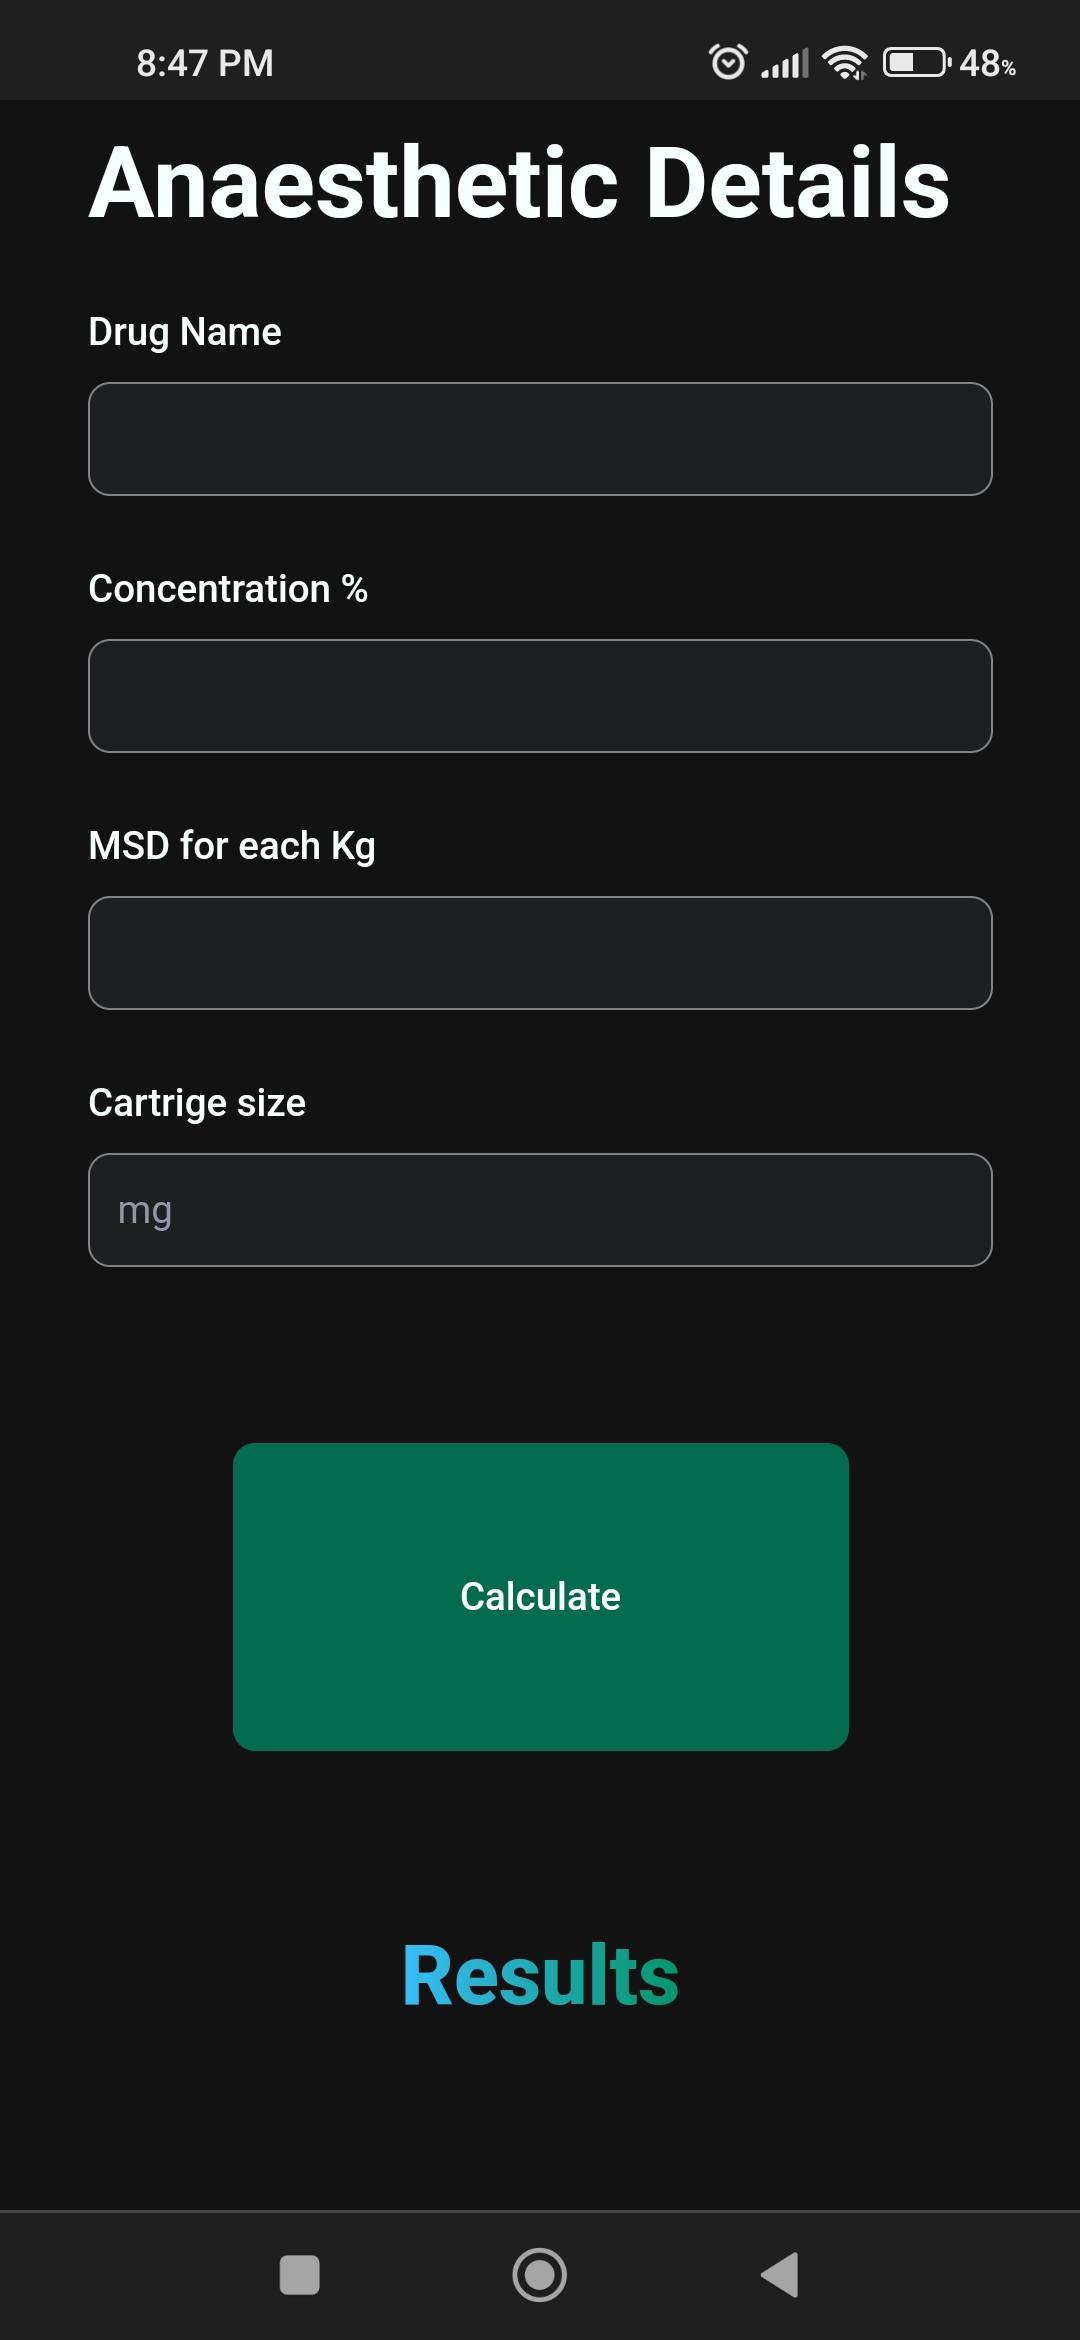 8:47 PM 48%
Anaesthetic Details
Drug Name
Concentration %
MSD for each Kg
Cartrige size
mg
Calculate
Results